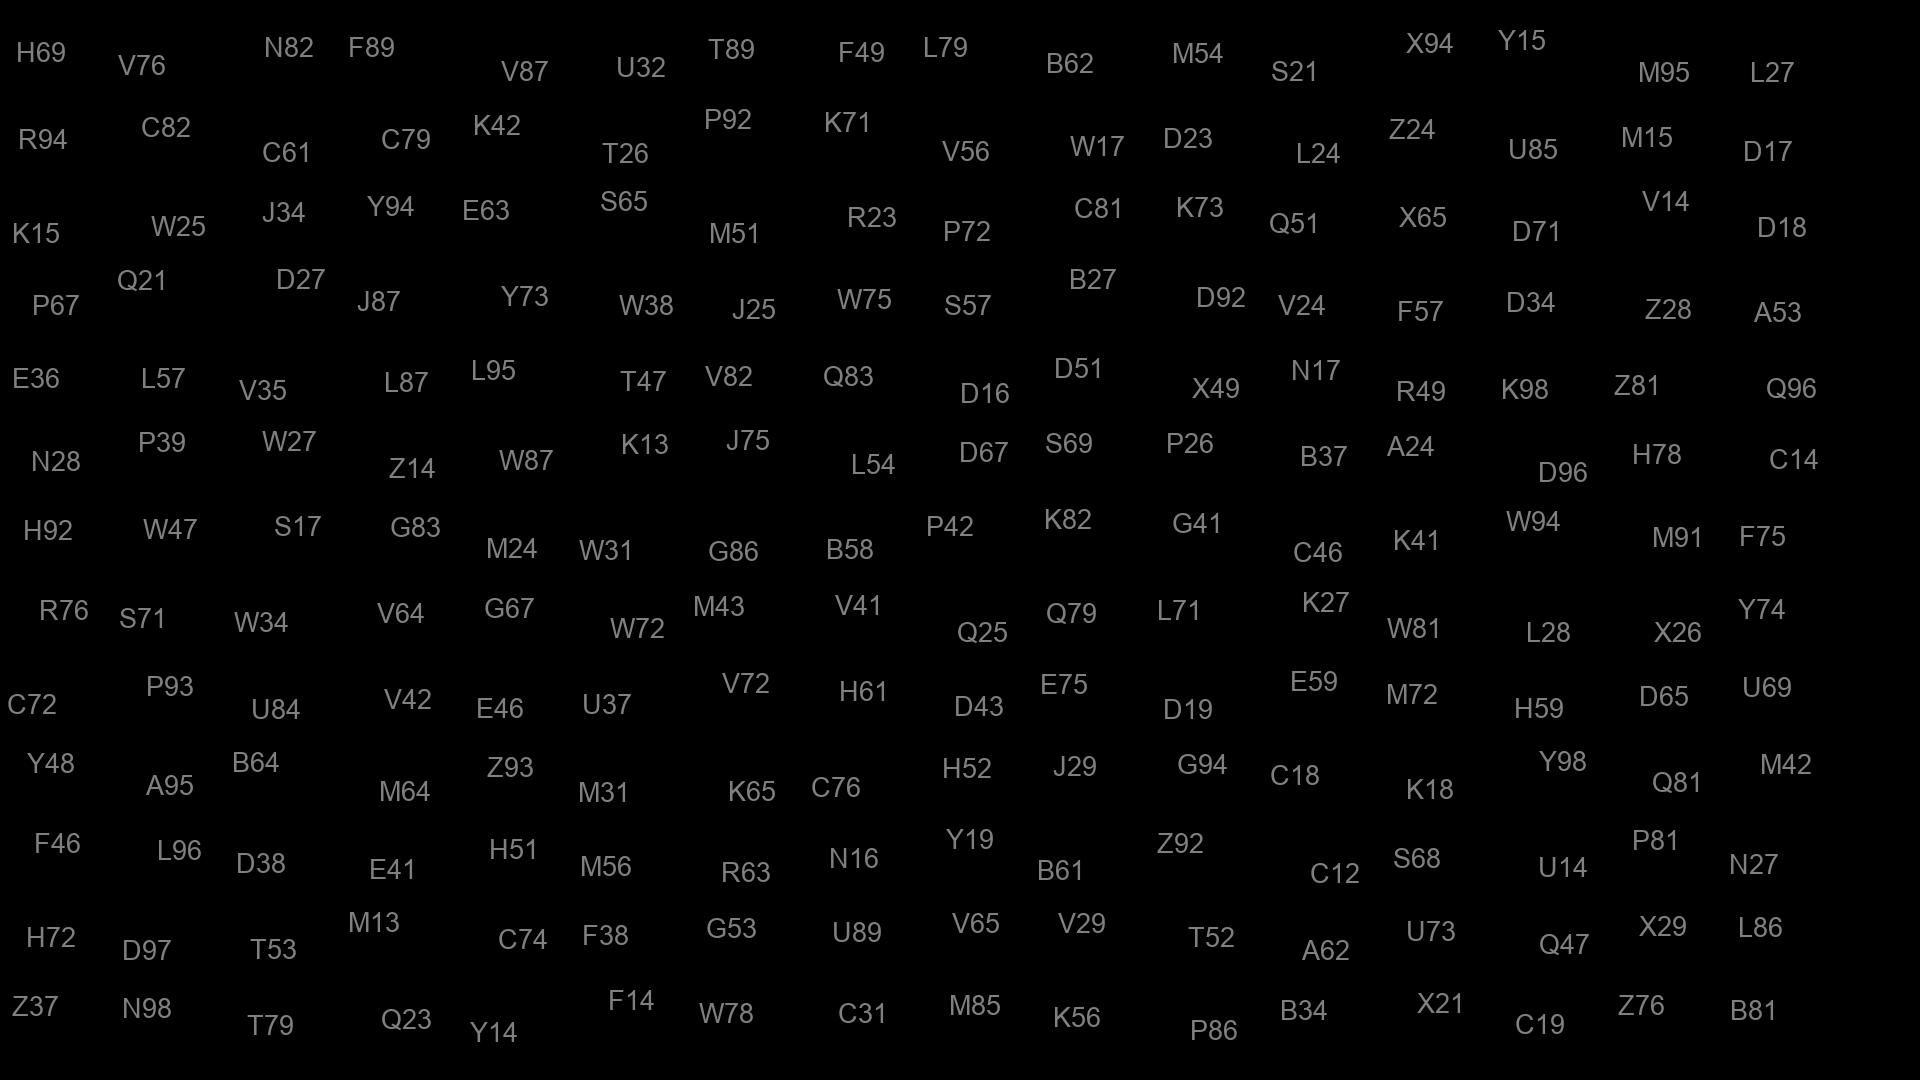 H69 V76 N82 F89 V87 U32 T89 F49 L79 B62 M54 S21 X94 Y15 M95 L27
R94 C82 C61 C79 K42 T26 P92 K71 V56 W17 D23 L24 Z24 U85 M15 D17
K15 W25 J34 Y94 E63 S65 M51 R23 P72 C81 K73 Q51 X65 D71 V14 D18
P67 Q21 D27 J87 Y73 W38 J25 W75 S57 B27 D92 V24 F57 D34 Z28 A53
E36 L57 V35 L87 L95 T47 V82 Q83 D16 D51 X49 N17 R49 K98 Z81 Q96
N28 P39 W27 Z14 W87 K13 J75 L54 D67 S69 P26 B37 A24 D96 H78 C14
H92 W47 S17 G83 M24 W31 G86 B58 P42 K82 G41 C46 K41 W94 M91 F75
R76 S71 W34 V64 G67 W72 M43 V41 Q25 Q79 L71 K27 W81 L28 X26 Y74
C72 P93 U84 V42 E46 U37 V72 H61 D43 E75 D19 E59 M72 H59 D65 U69
Y48 A95 B64 M64 Z93 M31 K65 C76 H52 J29 G94 C18 K18 Y98 Q81 M42
F46 L96 D38 E41 H51 M56 R63 N16 Y19 B61 Z92 C12 S68 U14 P81 N27
H72 D97 T53 M13 C74 F38 G53 U89 V65 V29 T52 A62 U73 Q47 X29 L86
Z37 N98 T79 Q23 Y14 F14 W78 C31 M85 K56 P86 B34 X21 C19 Z76 B81